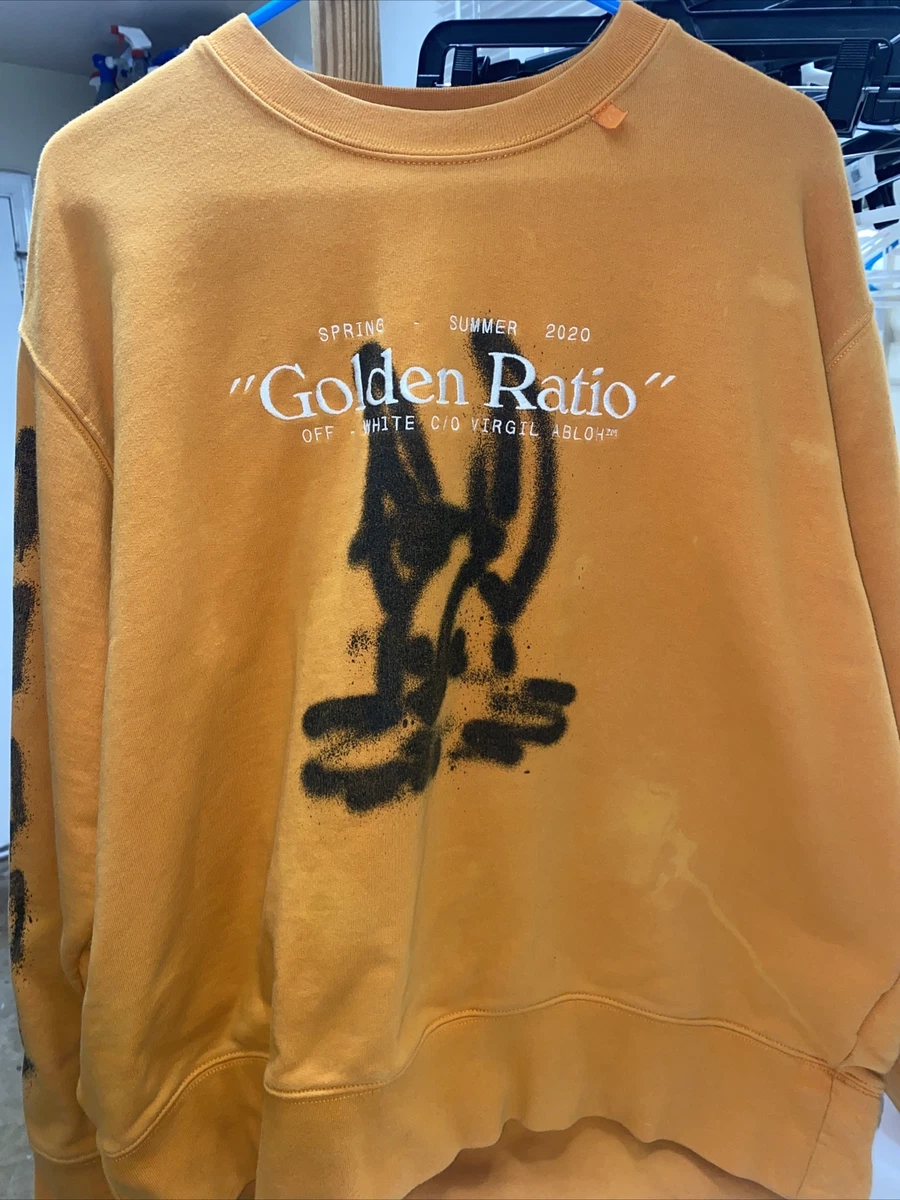 SPRING - SUMMER 2020
"Golden Ratio"
OFF - WHITE C/O VIRGIL ABLOH™